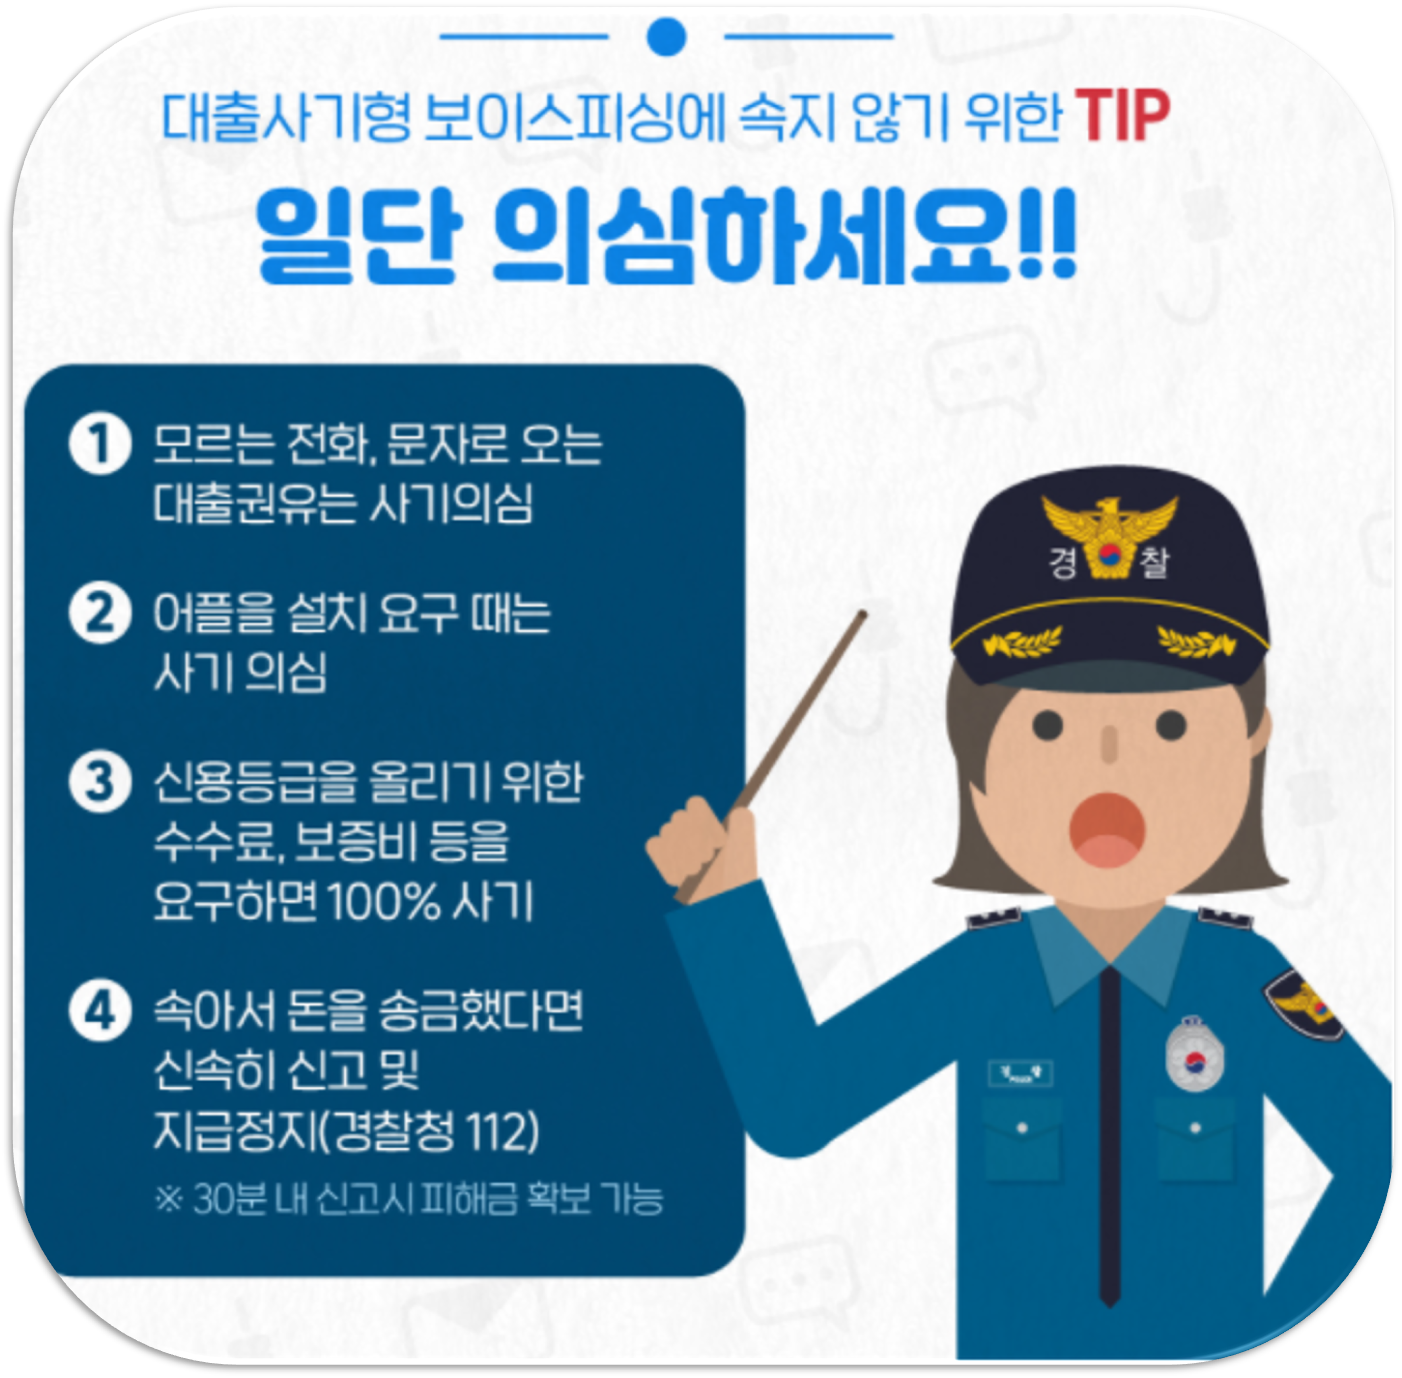 대출사기형 보이스피싱에 속지 않기 위한 TIP
일단 의심하세요!!
1 모르는 전화, 문자로 오는
대출권유는 사기의심
2 어플을 설치 요구 때는
사기 의심
3 신용등급을 올리기 위한
수수료, 보증비 등을
요구하면 100% 사기
4 속아서 돈을 송금했다면
신속히 신고 및
지급정지(경찰청 112)
※ 30분 내 신고시 피해금 확보 가능
경 찰